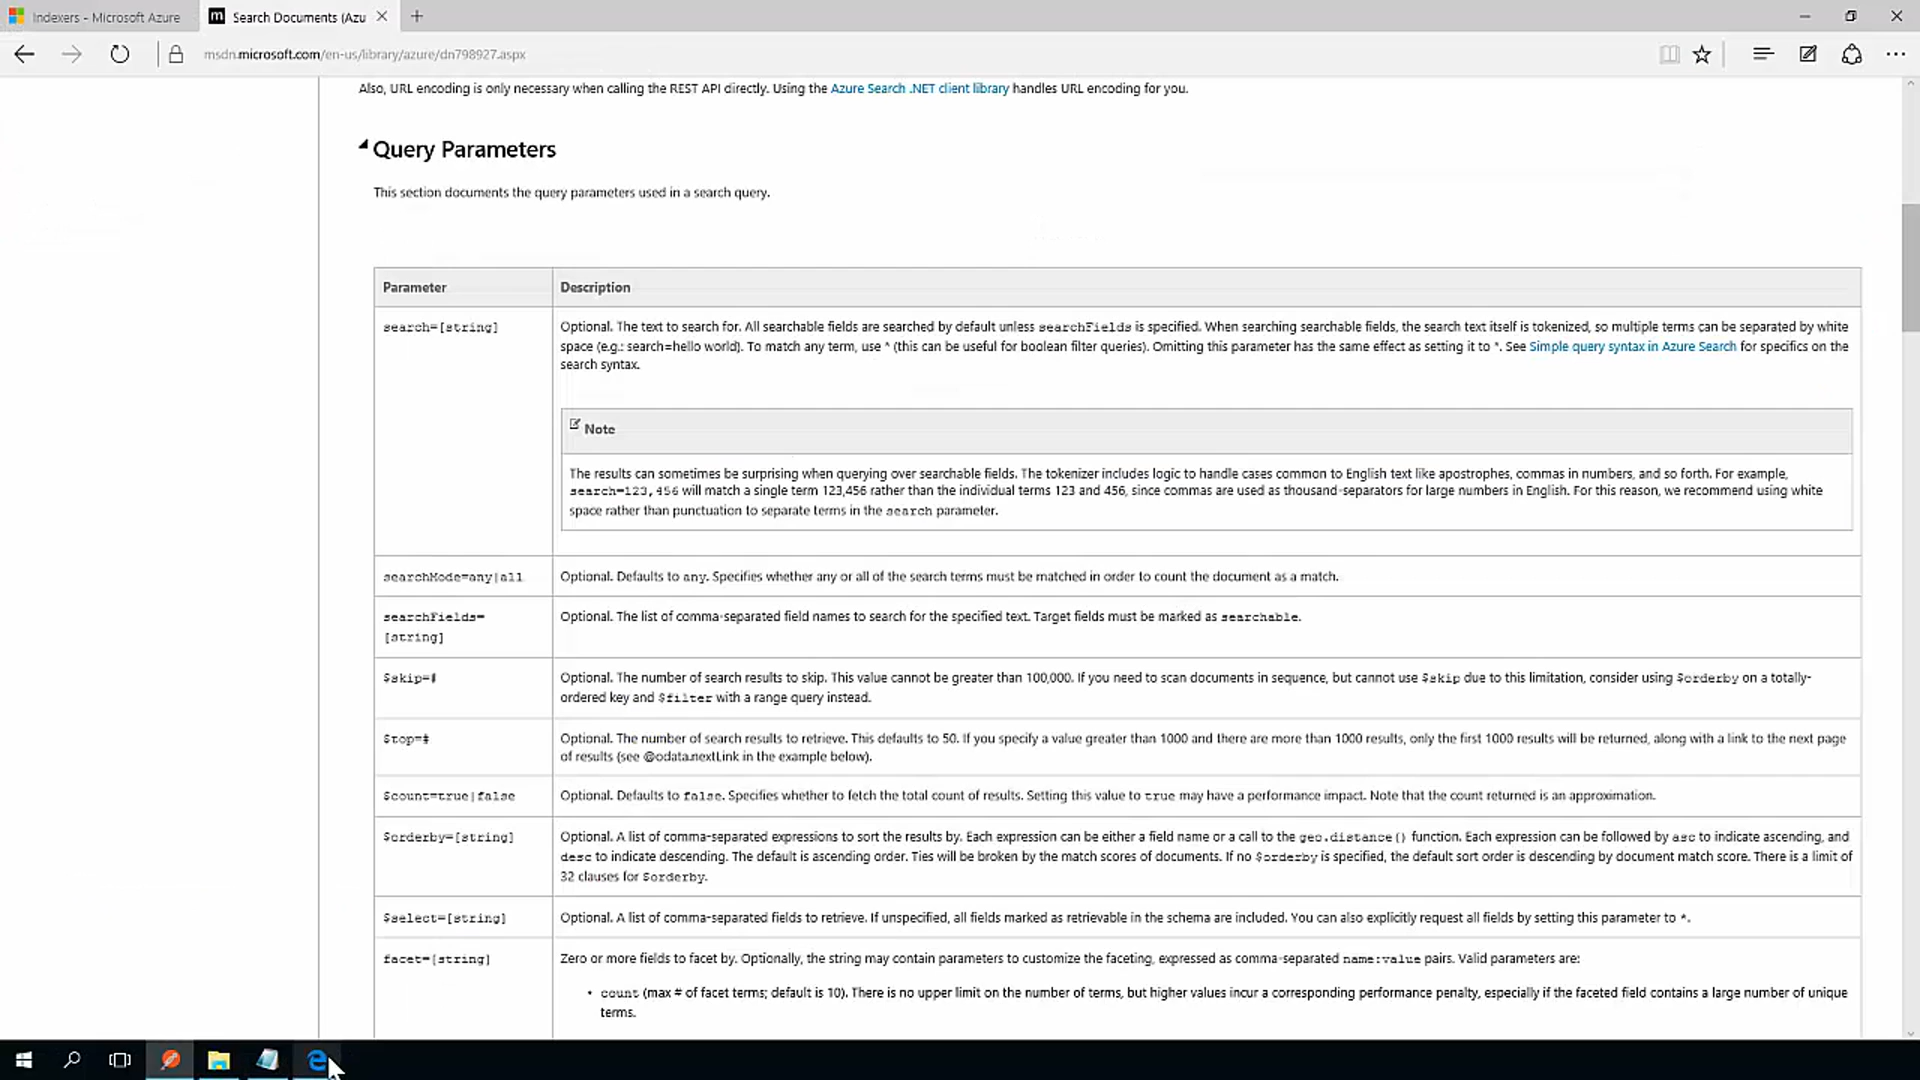 Indexers - Microsoft Azure
m Search Documents (Azu
msdn.microsoft.com/en-us/library/azure/dn798927.aspx
Also, URL encoding is only necessary when calling the REST API directly. Using the Azure Search .NET client library handles URL encoding for you.
Query Parameters
This section documents the query parameters used in a search query.
Parameter Description
search=[string] Optional. The text to search for. All searchable fields are searched by default unless searchFields is specified. When searching searchable fields, the search text itself is tokenized, so multiple terms can be separated by white
space (e.g.: search=hello world). To match any term, use * (this can be useful for boolean filter queries). Omitting this parameter has the same effect as setting it to *. See Simple query syntax in Azure Search for specifics on the
search syntax.
Note
The results can sometimes be surprising when querying over searchable fields. The tokenizer includes logic to handle cases common to English text like apostrophes, commas in numbers, and so forth. For example,
search=123,456 will match a single term 123,456 rather than the individual terms 123 and 456, since commas are used as thousand-separators for large numbers in English. For this reason, we recommend using white
space rather than punctuation to separate terms in the search parameter.
searchMode=any|all Optional. Defaults to any. Specifies whether any or all of the search terms must be matched in order to count the document as a match.
searchFields= Optional. The list of comma-separated field names to search for the specified text. Target fields must be marked as searchable.
[string]
$skip=# Optional. The number of search results to skip. This value cannot be greater than 100,000. If you need to scan documents in sequence, but cannot use $skip due to this limitation, consider using $orderby on a totally-
ordered key and $filter with a range query instead.
$top=# Optional. The number of search results to retrieve. This defaults to 50. If you specify a value greater than 1000 and there are more than 1000 results, only the first 1000 results will be returned, along with a link to the next page
of results (see @odata.nextLink in the example below).
$count=true|false Optional. Defaults to false. Specifies whether to fetch the total count of results. Setting this value to true may have a performance impact. Note that the count returned is an approximation.
$orderby=[string] Optional. A list of comma-separated expressions to sort the results by. Each expression can be either a field name or a call to the geo.distance() function. Each expression can be followed by asc to indicate ascending, and
desc to indicate descending. The default is ascending order. Ties will be broken by the match scores of documents. If no $orderby is specified, the default sort order is descending by document match score. There is a limit of
32 clauses for $orderby.
$select=[string] Optional. A list of comma-separated fields to retrieve. If unspecified, all fields marked as retrievable in the schema are included. You can also explicitly request all fields by setting this parameter to *.
facet=[string] Zero or more fields to facet by. Optionally, the string may contain parameters to customize the faceting, expressed as comma-separated name:value pairs. Valid parameters are:
• count (max # of facet terms; default is 10). There is no upper limit on the number of terms, but higher values incur a corresponding performance penalty, especially if the faceted field contains a large number of unique
terms.